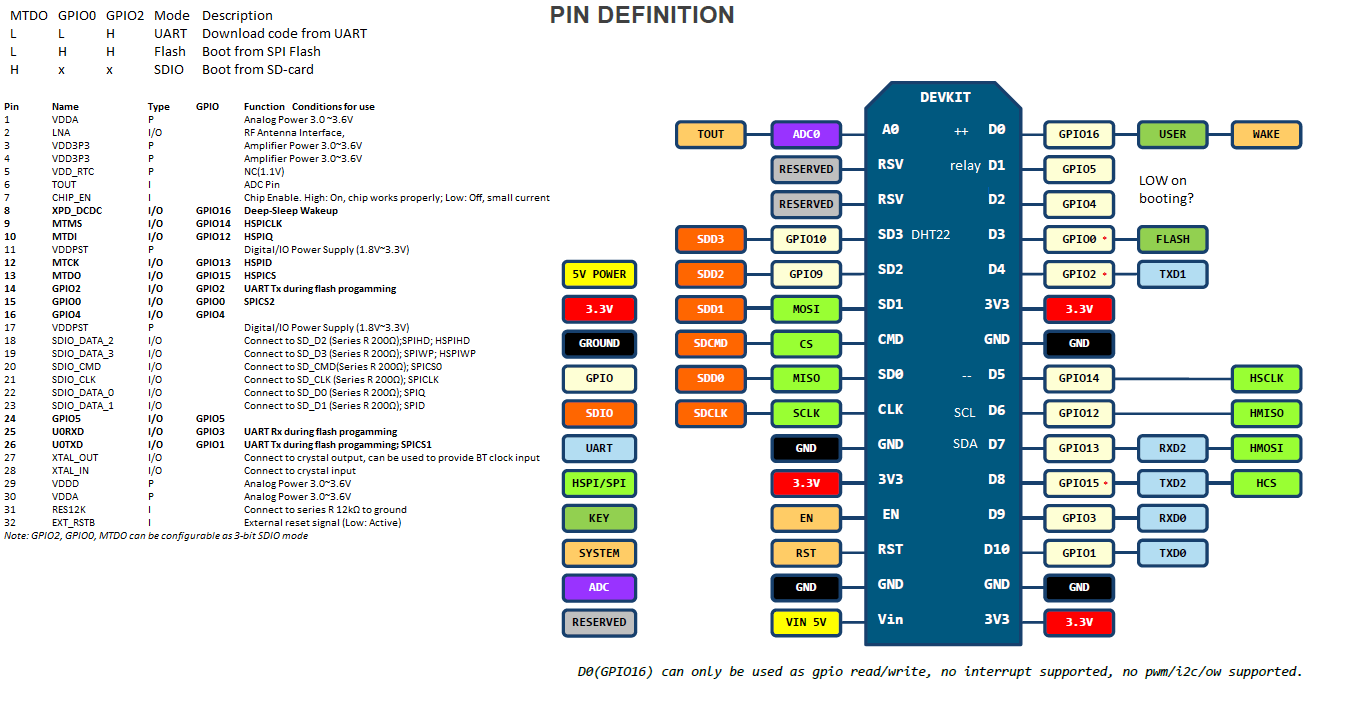 PIN DEFINITION
MTDO GPIO0 GPIO2 Mode Description
L L H UART Download code from UART
L H H Flash Boot from SPI Flash
H x x SDIO Boot from SD-card
Pin Name Type GPIO Function Conditions for use
1 VDDA P Analog Power 3.0 ~3.6V
2 LNA I/O RF Antenna Interface,
3 VDD3P3 P Amplifier Power 3.0~3.6V
4 VDD3P3 P Amplifier Power 3.0~3.6V
5 VDD_RTC P NC(1.1V)
6 TOUT I ADC Pin
7 CHIP_EN I Chip Enable. High: On, chip works properly; Low: Off, small current
8 XPD_DCDC I/O GPIO16 Deep-Sleep Wakeup
9 MTMS I/O GPIO14 HSPICLK
10 MTDI I/O GPIO12 HSPIQ
11 VDDPST P Digital/IO Power Supply (1.8V~3.3V)
12 MTCK I/O GPIO13 HSPID
13 MTDO I/O GPIO15 HSPICS
14 GPIO2 I/O GPIO2 UART Tx during flash progamming
15 GPIO0 I/O GPIO0 SPICS2
16 GPIO4 I/O GPIO4
17 VDDPST P Digital/IO Power Supply (1.8V~3.3V)
18 SDIO_DATA_2 I/O Connect to SD_D2 (Series R 200Ω);SPIHD; HSPIHD
19 SDIO_DATA_3 I/O Connect to SD_D3 (Series R 200Ω); SPIWP; HSPIWP
20 SDIO_CMD I/O Connect to SD_CMD(Series R 200Ω); SPICS0
21 SDIO_CLK I/O Connect to SD_CLK (Series R 200Ω); SPICLK
22 SDIO_DATA_0 I/O Connect to SD_D0 (Series R 200Ω); SPIQ
23 SDIO_DATA_1 I/O Connect to SD_D1 (Series R 200Ω); SPID
24 GPIO5 I/O GPIO5
25 U0RXD I/O GPIO3 UART Rx during flash progamming
26 U0TXD I/O GPIO1 UART Tx during flash progamming; SPICS1
27 XTAL_OUT I/O Connect to crystal output, can be used to provide BT clock input
28 XTAL_IN I/O Connect to crystal input
29 VDDD P Analog Power 3.0~3.6V
30 VDDA P Analog Power 3.0~3.6V
31 RES12K I Connect to series R 12kΩ to ground
32 EXT_RSTB I External reset signal (Low: Active)
Note: GPIO2, GPIO0, MTDO can be configurable as 3-bit SDIO mode
5V POWER
3.3V
GROUND
GPIO
SDIO
UART
HSPI/SPI
KEY
SYSTEM
ADC
RESERVED
DEVKIT
TOUT ADC0 A0 ++ D0 GPIO16 USER WAKE
RESERVED RSV relay D1 GPIO5
LOW on
booting?
RESERVED RSV D2 GPIO4
SDD3 GPIO10 SD3 DHT22 D3 GPIO0 * FLASH
SDD2 GPIO9 SD2 D4 GPIO2 * TXD1
SDD1 MOSI SD1 3V3 3.3V
SDCMD CS CMD GND GND
SDD0 MISO SD0 -- D5 GPIO14 HSCLK
SDCLK SCLK CLK SCL D6 GPIO12 HMISO
GND GND SDA D7 GPIO13 RXD2 HMOSI
3.3V 3V3 D8 GPIO15 * TXD2 HCS
EN EN D9 GPIO3 RXD0
RST RST D10 GPIO1 TXD0
GND GND GND GND
VIN 5V Vin 3V3 3.3V
D0(GPIO16) can only be used as gpio read/write, no interrupt supported, no pwm/i2c/ow supported.